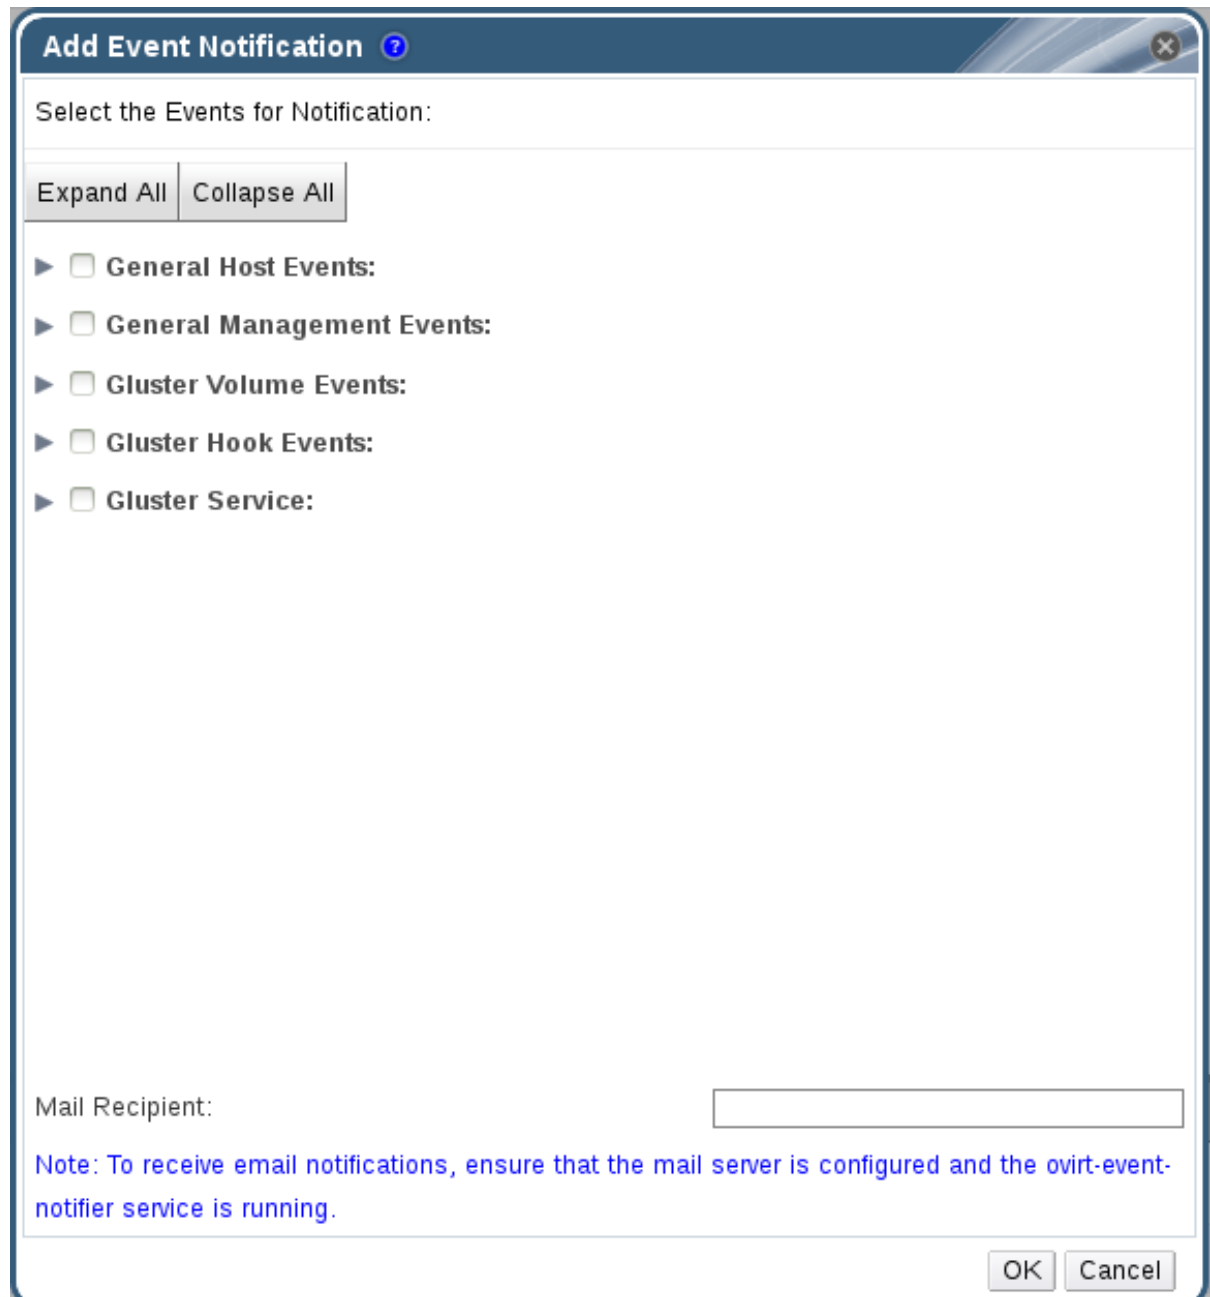 Add Event Notification ?
Select the Events for Notification:
Expand All Collapse All
General Host Events:
General Management Events:
Gluster Volume Events:
Gluster Hook Events:
Gluster Service:
Mail Recipient:
Note: To receive email notifications, ensure that the mail server is configured and the ovirt-event-
notifier service is running.
OK Cancel